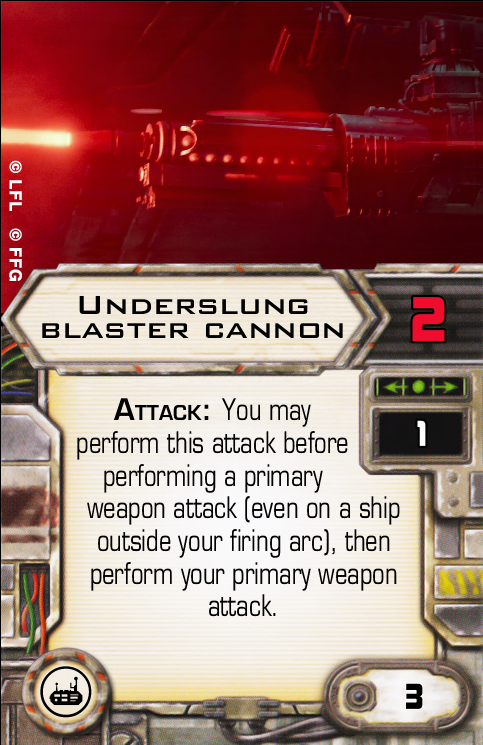 © LFL © FFG
UNDERSLUNG
BLASTER CANNON
2
1
ATTACK: You may
perform this attack before
performing a primary
weapon attack (even on a ship
outside your firing arc), then
perform your primary weapon
attack.
3